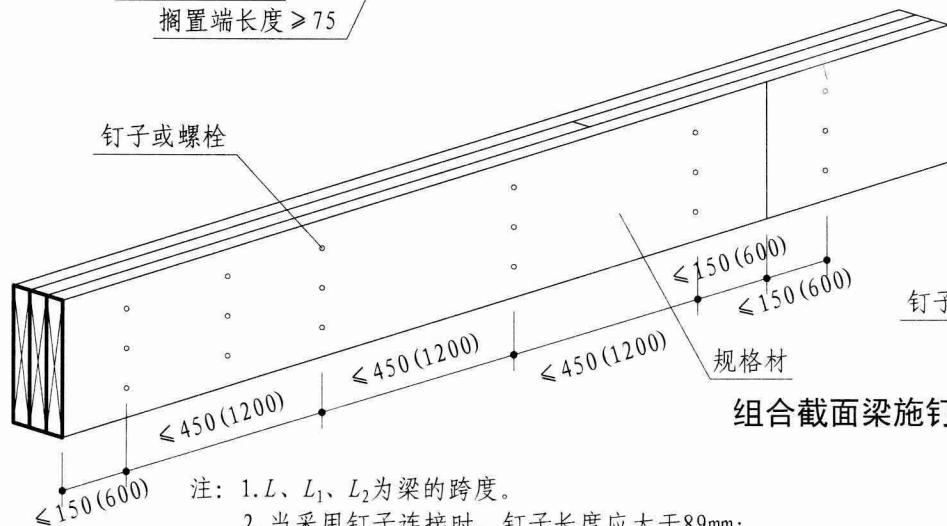 搁置端长度≥75
钉子或螺栓
≤150(600)
≤150(600)
钉子
≤450(1200)
≤450(1200)
≤450(1200)
规格材
组合截面梁施钉
≤150(600)
注: 1.L、L₁、L₂为梁的跨度。
2.当采用钉子连接时，钉子长度应大于89mm;